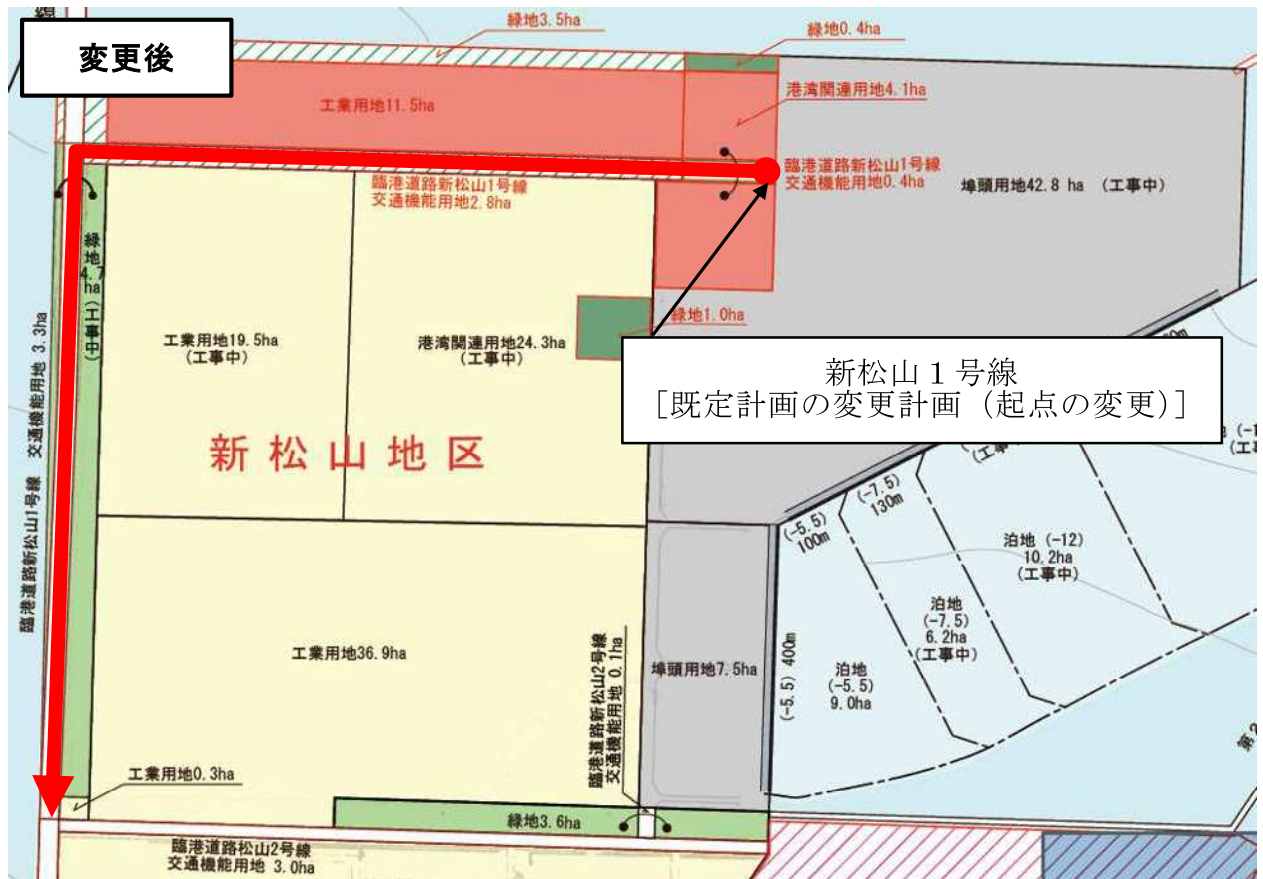 線
変更後
緑地3.5ha
緑地0.4ha
工業用地11.5ha
港湾関連用地4.1ha
臨港道路新松山1号線
交通機能用地0.4ha
埠頭用地42.8 ha （工事中）
臨港道路新松山1号線
交通機能用地2.8ha
緑地
4.7
ha
(工事中)
工業用地19.5ha
(工事中)
港湾関連用地24.3ha
(工事中)
緑地1.0ha
新松山１号線
［既定計画の変更計画（起点の変更）］
新松山地区
臨港道路新松山1号線 交通機能用地 3.3ha
(-5.5)
100m
(-7.5)
130m
泊地 (-12)
10.2ha
(工事中)
泊地
(-7.5)
6.2ha
(工事中)
泊地
(-5.5)
9.0ha
(-5.5) 400m
工業用地36.9ha
埠頭用地7.5ha
臨港道路新松山2号線
交通機能用地 0.1ha
工業用地0.3ha
緑地3.6ha
臨港道路松山2号線
交通機能用地 3.0ha